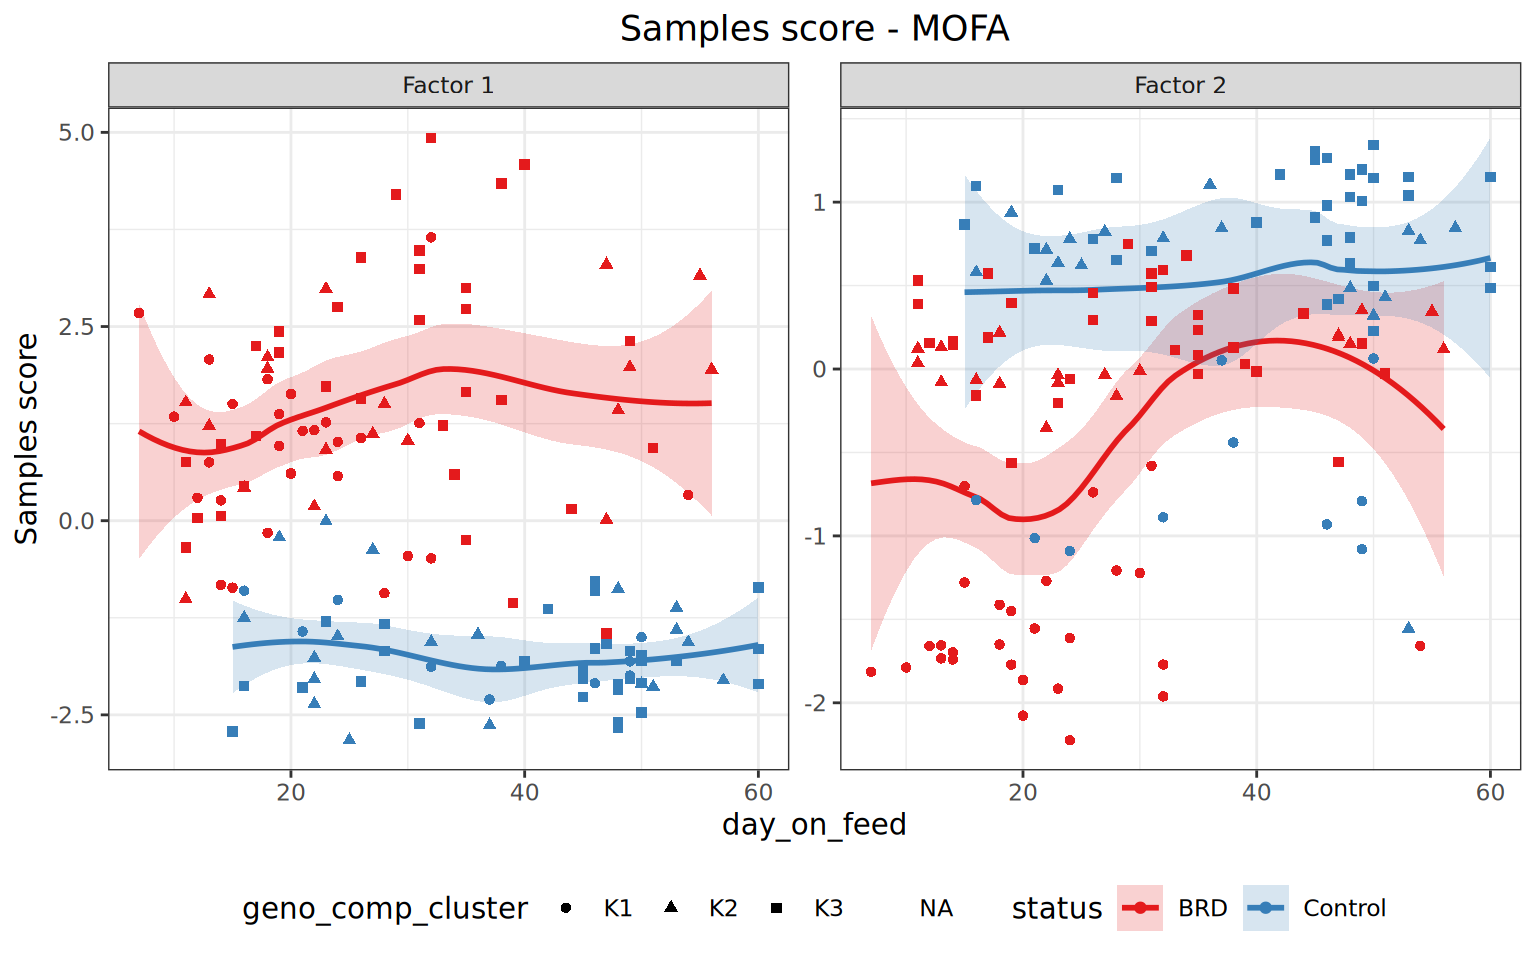 Samples score - MOFA
Factor 1
Factor 2
Samples score
5.0
2.5
0.0
-2.5
1
0
-1
-2
20
40
60
20
40
60
day_on_feed
geno_comp_cluster K1 K2 K3 NA status BRD Control